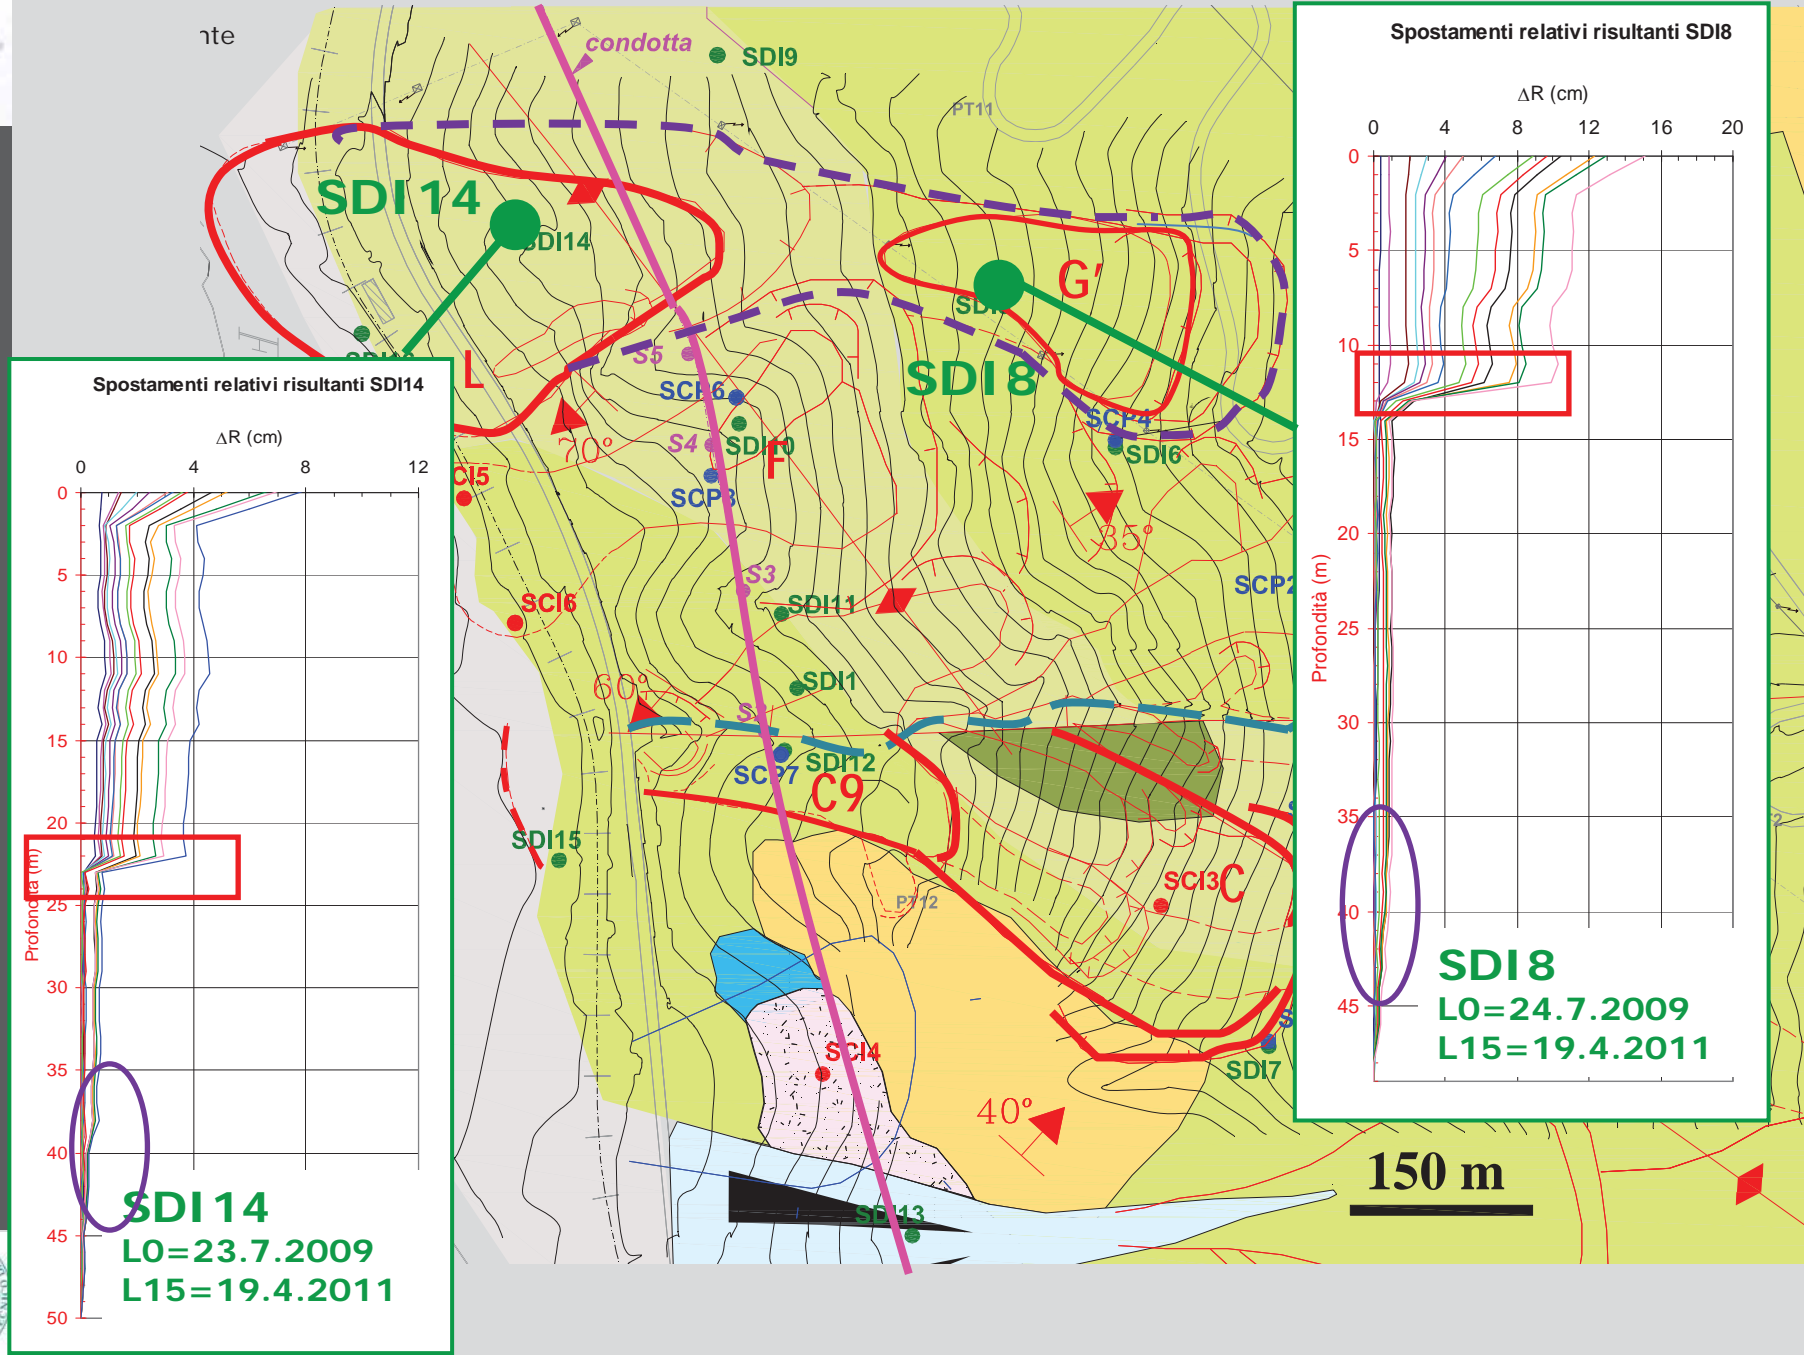 nte
condotta
SDI9
PT11
SDI14
SDI14
G'
SDI8
L
S5
SCP6
S4
SDI10
F
SCP3
70°
SCP4
SDI6
35°
SCI5
SCP2
S3
SDI11
SCI6
60°
SDI1
SCP7
SDI12
C9
SDI15
SCI3
C
PT12
SCI4
SDI7
40°
SDI13
150 m
Spostamenti relativi risultanti SDI14
ΔR (cm)
0 4 8 12
0
5
10
15
20
25
30
35
40
45
50
Profondità (m)
SDI14
L0=23.7.2009
L15=19.4.2011
Spostamenti relativi risultanti SDI8
ΔR (cm)
0 4 8 12 16 20
0
5
10
15
20
25
30
35
40
45
Profondità (m)
SDI8
L0=24.7.2009
L15=19.4.2011